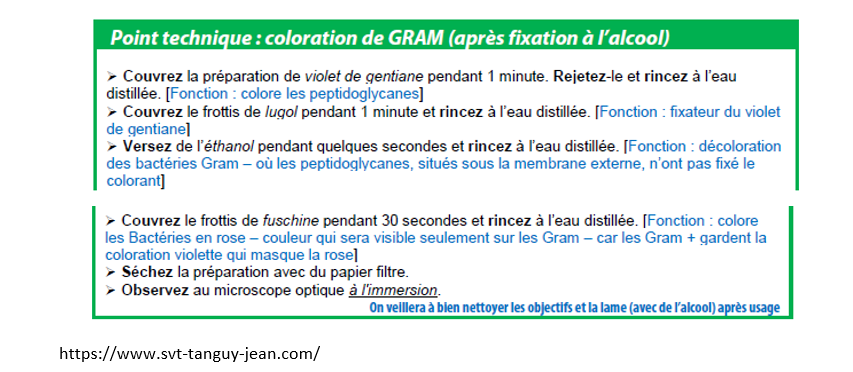 Point technique : coloration de GRAM (après fixation à l'alcool)
➢ Couvrez la préparation de violet de gentiane pendant 1 minute. Rejetez-le et rincez à l'eau
distillée. [Fonction : colore les peptidoglycanes]
➢ Couvrez le frottis de lugol pendant 1 minute et rincez à l'eau distillée. [Fonction : fixateur du violet
de gentiane]
➢ Versez de l'éthanol pendant quelques secondes et rincez à l'eau distillée. [Fonction : décoloration
des bactéries Gram – où les peptidoglycanes, situés sous la membrane externe, n'ont pas fixé le
colorant]
➢ Couvrez le frottis de fuschine pendant 30 secondes et rincez à l'eau distillée. [Fonction : colore
les Bactéries en rose – couleur qui sera visible seulement sur les Gram – car les Gram + gardent la
coloration violette qui masque la rose]
➢ Séchez la préparation avec du papier filtre.
➢ Observez au microscope optique à l'immersion.
On veillera à bien nettoyer les objectifs et la lame (avec de l'alcool) après usage
https://www.svt-tanguy-jean.com/